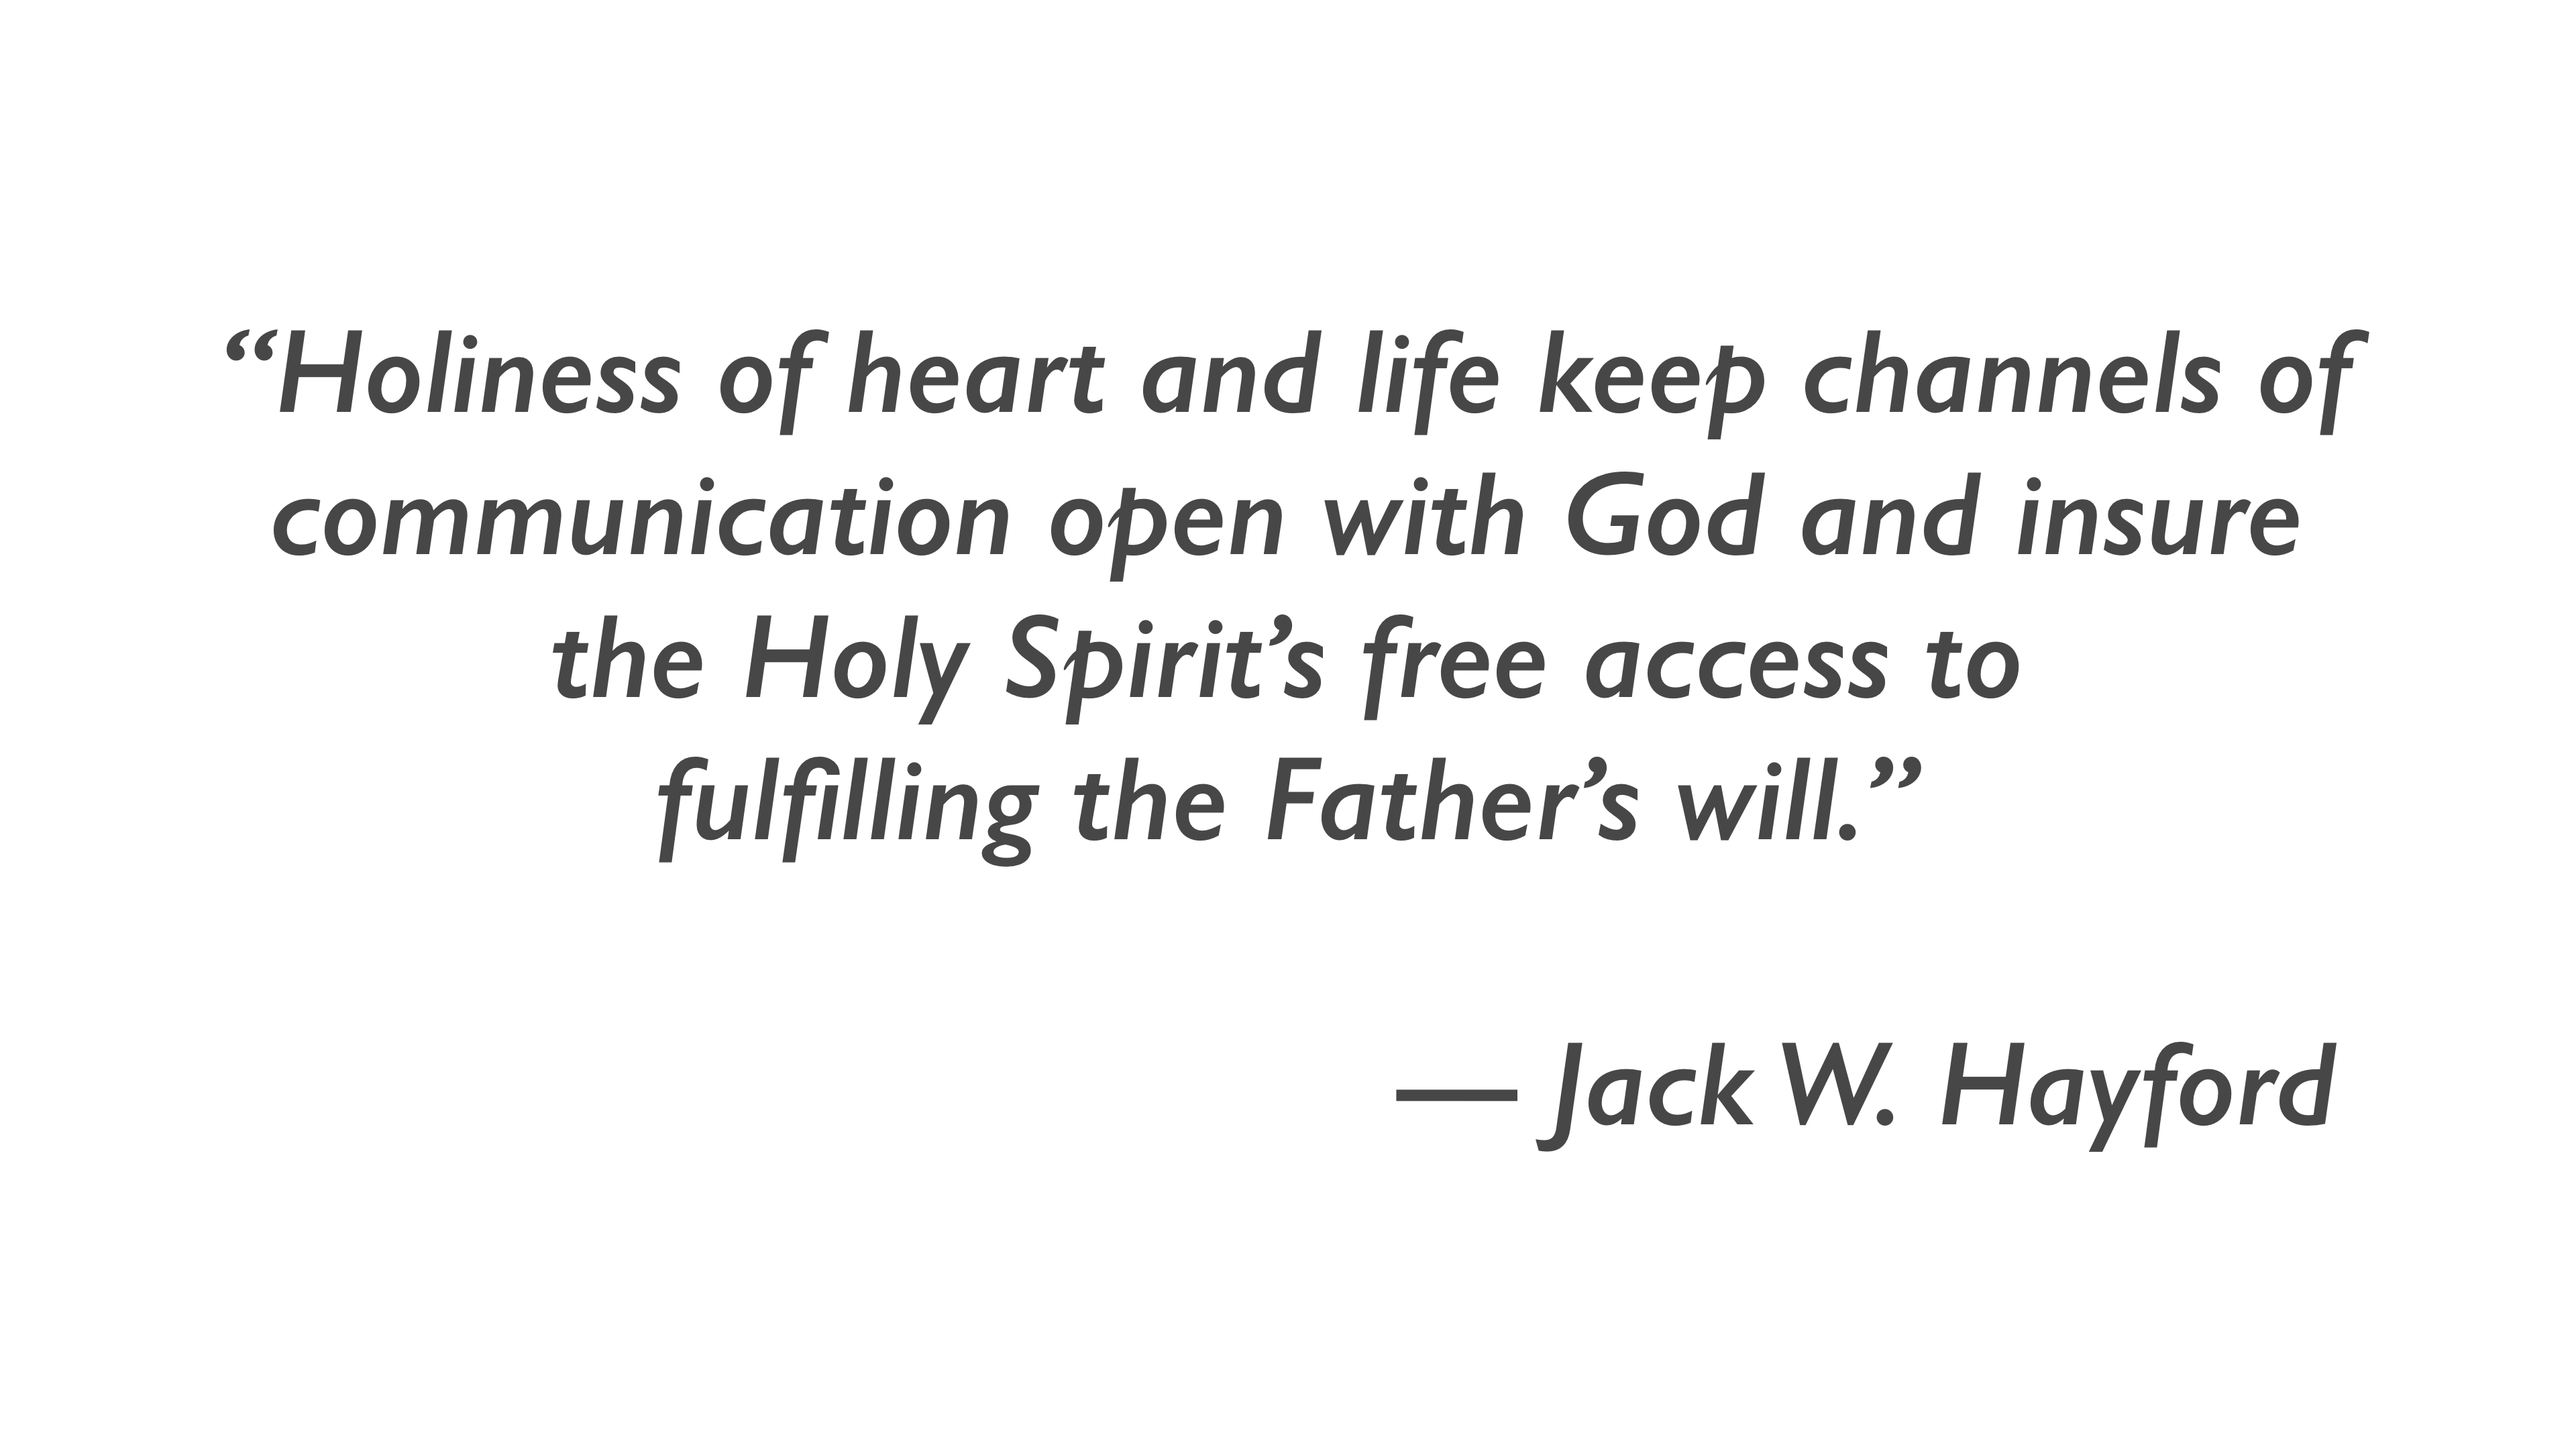 “Holiness of heart and life keep channels of
communication open with God and insure
the Holy Spirit’s free access to
fulfilling the Father’s will.”
— Jack W. Hayford